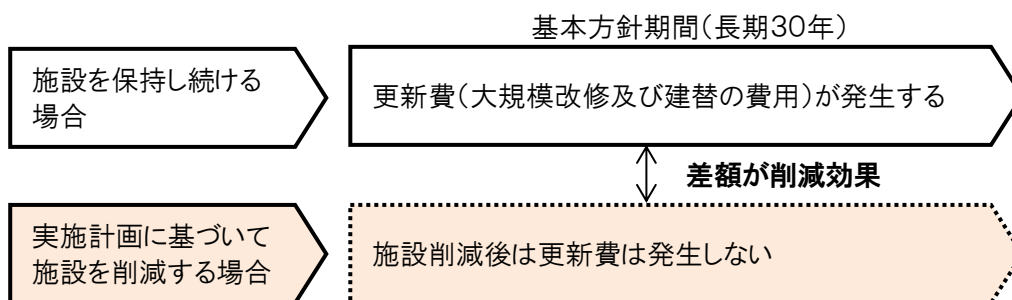 基本方針期間(長期30年)
施設を保持し続ける
場合
更新費(大規模改修及び建替の費用)が発生する
差額が削減効果
実施計画に基づいて
施設を削減する場合
施設削減後は更新費は発生しない